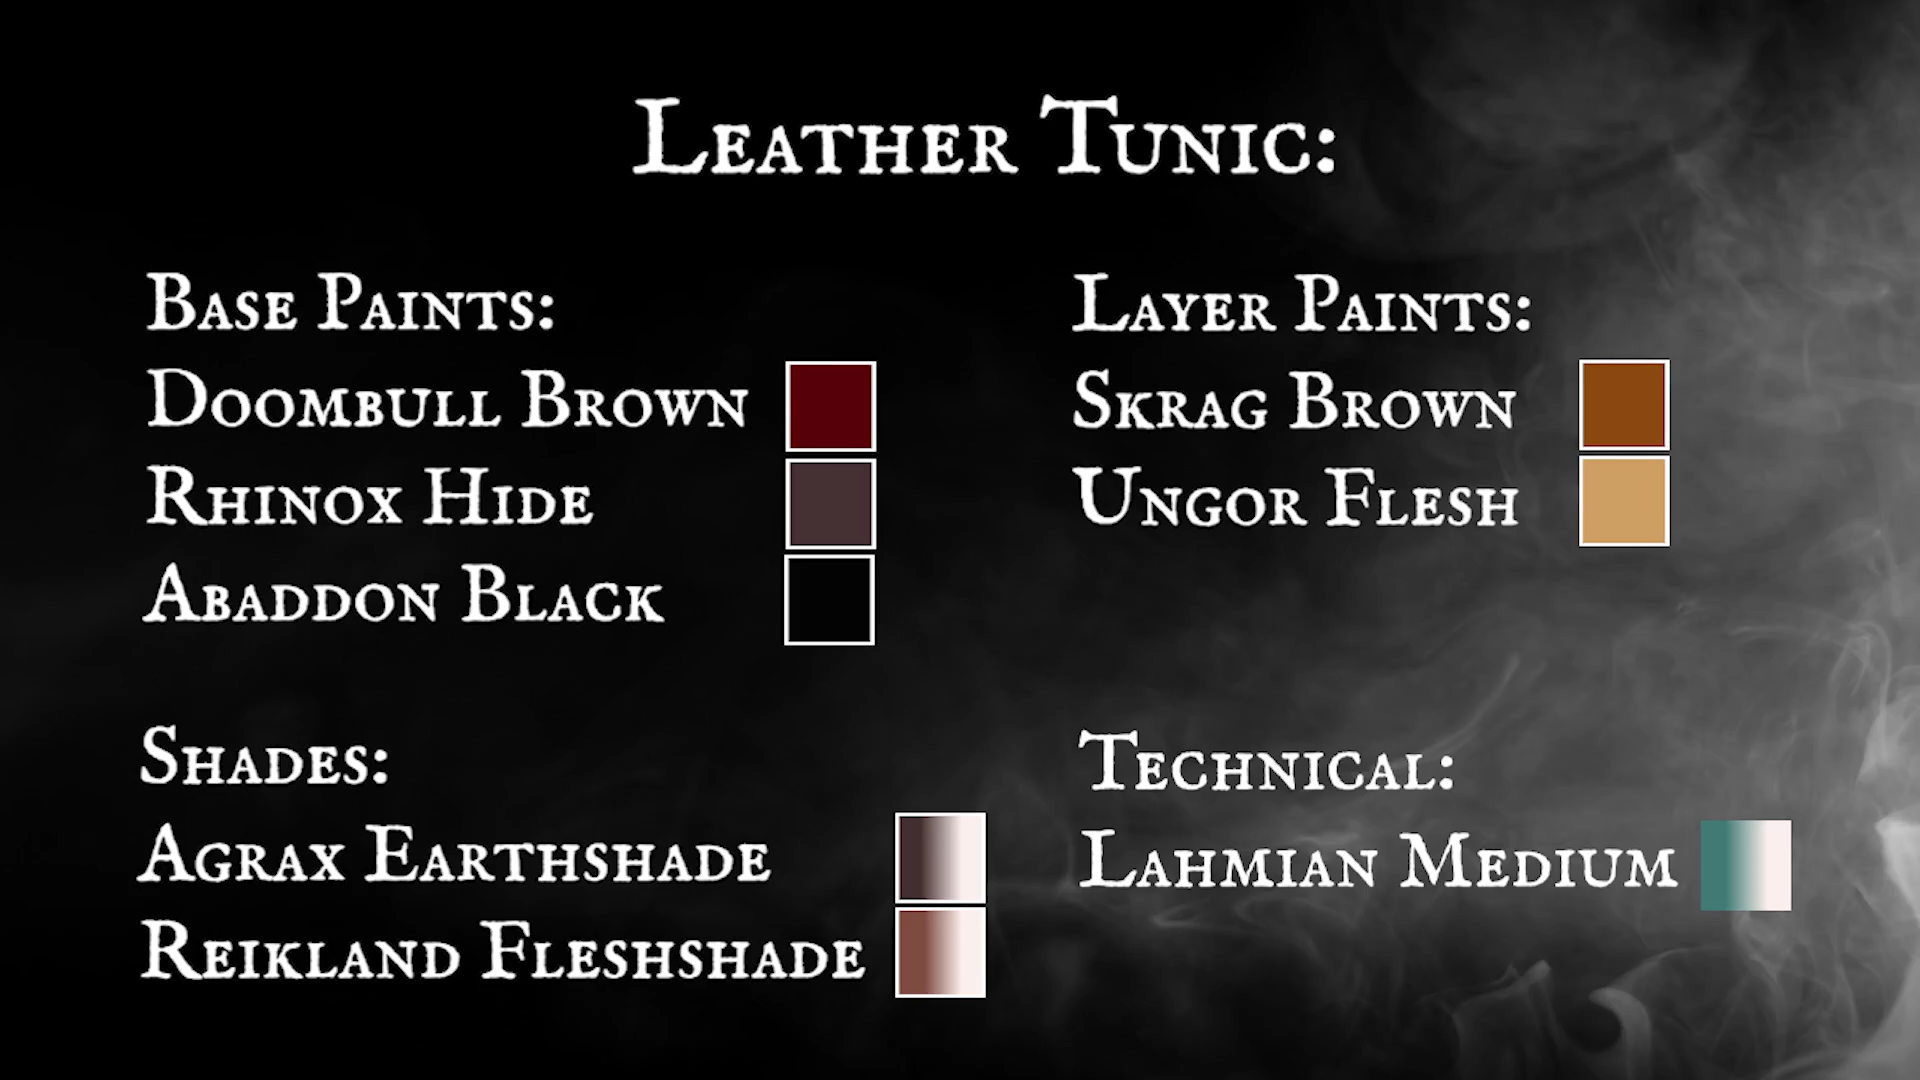 Leather Tunic:
Base Paints:
Doombull Brown
Rhinox Hide
Abaddon Black
Layer Paints:
Skrag Brown
Ungor Flesh
Shades:
Agrax Earthshade
Reikland Fleshshade
Technical:
Lahmian Medium